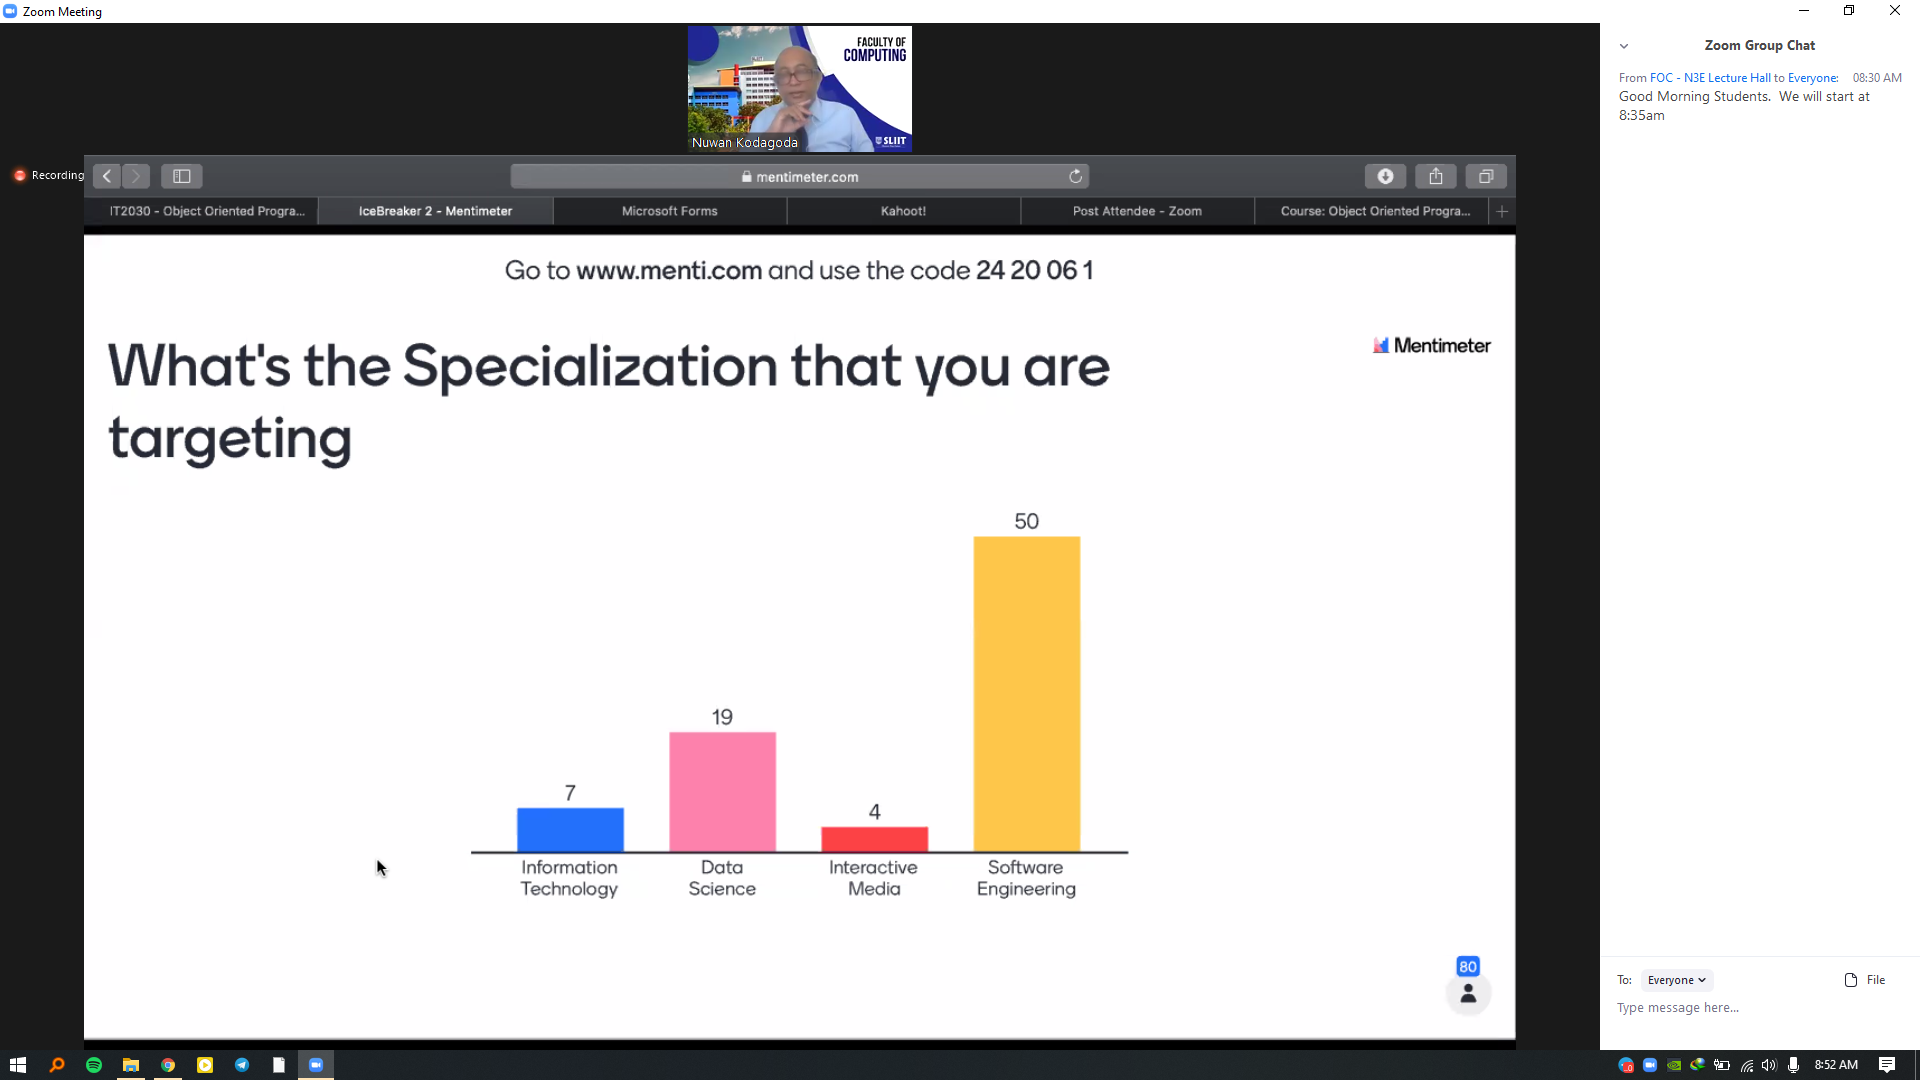 Zoom Meeting
FACULTY OF
COMPUTING
SLIIT
Nuwan Kodagoda
Recording
mentimeter.com
IT2030 - Object Oriented Progra...
IceBreaker 2 - Mentimeter
Microsoft Forms
Kahoot!
Post Attendee - Zoom
Course: Object Oriented Progra...
Go to www.menti.com and use the code 24 20 06 1
What's the Specialization that you are
targeting
Mentimeter
50
19
7
4
Information
Technology
Data
Science
Interactive
Media
Software
Engineering
80
Zoom Group Chat
From FOC - N3E Lecture Hall to Everyone: 08:30 AM
Good Morning Students. We will start at
8:35am
To: Everyone
File
Type message here...
8:52 AM